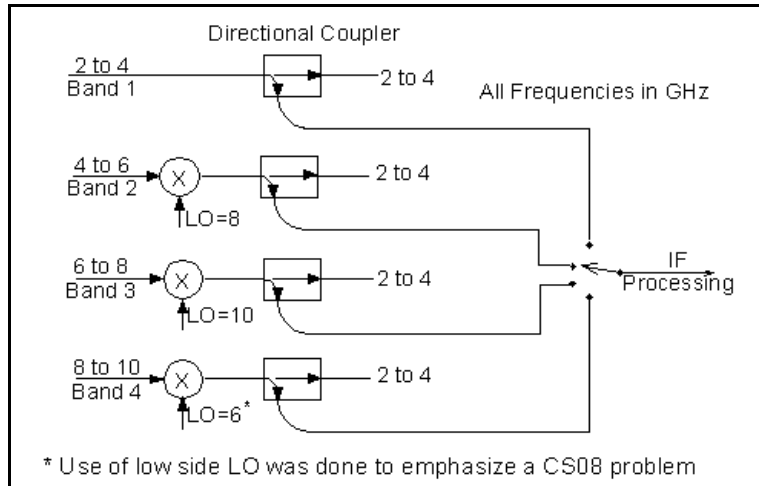 Directional Coupler
2 to 4
Band 1
2 to 4
All Frequencies in GHz
4 to 6
Band 2
X
LO=8
2 to 4
6 to 8
Band 3
X
LO=10
2 to 4
IF
Processing
8 to 10
Band 4
X
LO=6*
2 to 4
* Use of low side LO was done to emphasize a CS08 problem